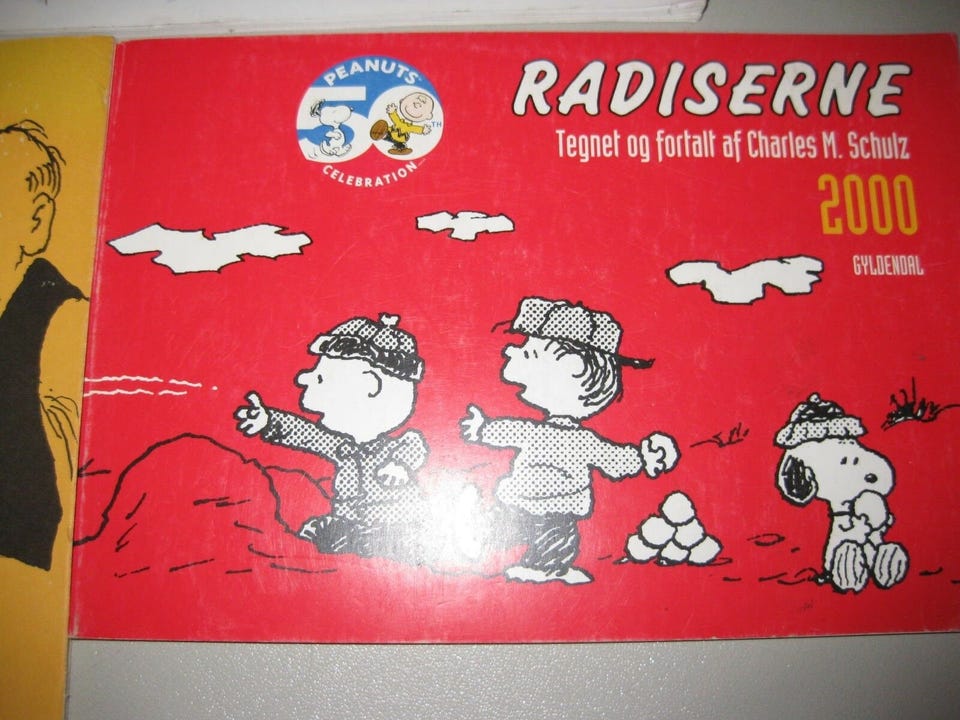 PEANUTS
50TH
CELEBRATION
RADISERNE
Tegnet og fortalt af Charles M. Schulz
2000
GYLDENDAL